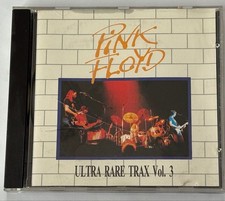 PINK
FLOYD
ULTRA RARE TRAX Vol. 3